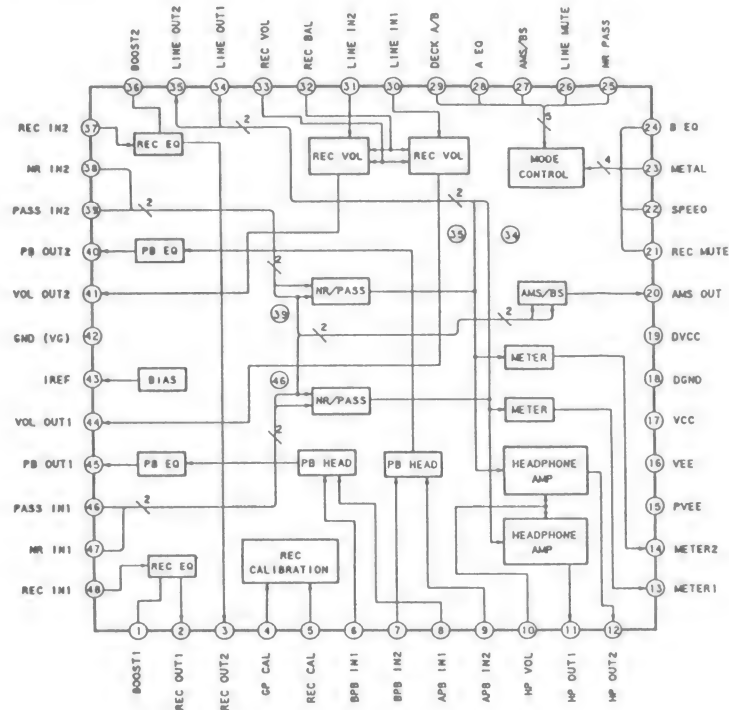 BOOST2
LINE OUT2
LINE OUT1
REC VOL
REC BAL
LINE IN2
LINE IN1
DECK A/B
A EQ
AMS/BS
LINE MUTE
NR PASS
36 35 34 33 32 31 30 29 28 27 26 25
REC IN2 37
REC EQ
2
REC VOL
REC VOL
5
MODE CONTROL
4
24 B EQ
NR IN2 38
23 METAL
PASS IN2 39
2
2
22 SPEED
35
34
PB OUT2 40
PB EQ
21 REC MUTE
2
VOL OUT2 41
NR/PASS
AMS/BS
20 AMS OUT
39
2
2
GND (VG) 42
19 DVCC
METER
IREF 43
BIAS
46
NR/PASS
18 DGND
METER
VOL OUT1 44
17 VCC
2
PB OUT1 45
PB EQ
PB HEAD
PB HEAD
HEADPHONE AMP
16 VEE
PASS IN1 46
2
15 PVEE
NR IN1 47
HEADPHONE AMP
14 METER2
REC EQ
REC CALIBRATION
REC IN1 48
13 METER1
1 2 3 4 5 6 7 8 9 10 11 12
BOOST1
REC OUT1
REC OUT2
GP CAL
REC CAL
BPB IN1
BPB IN2
APB IN1
APB IN2
HP VOL
HP OUT1
HP OUT2